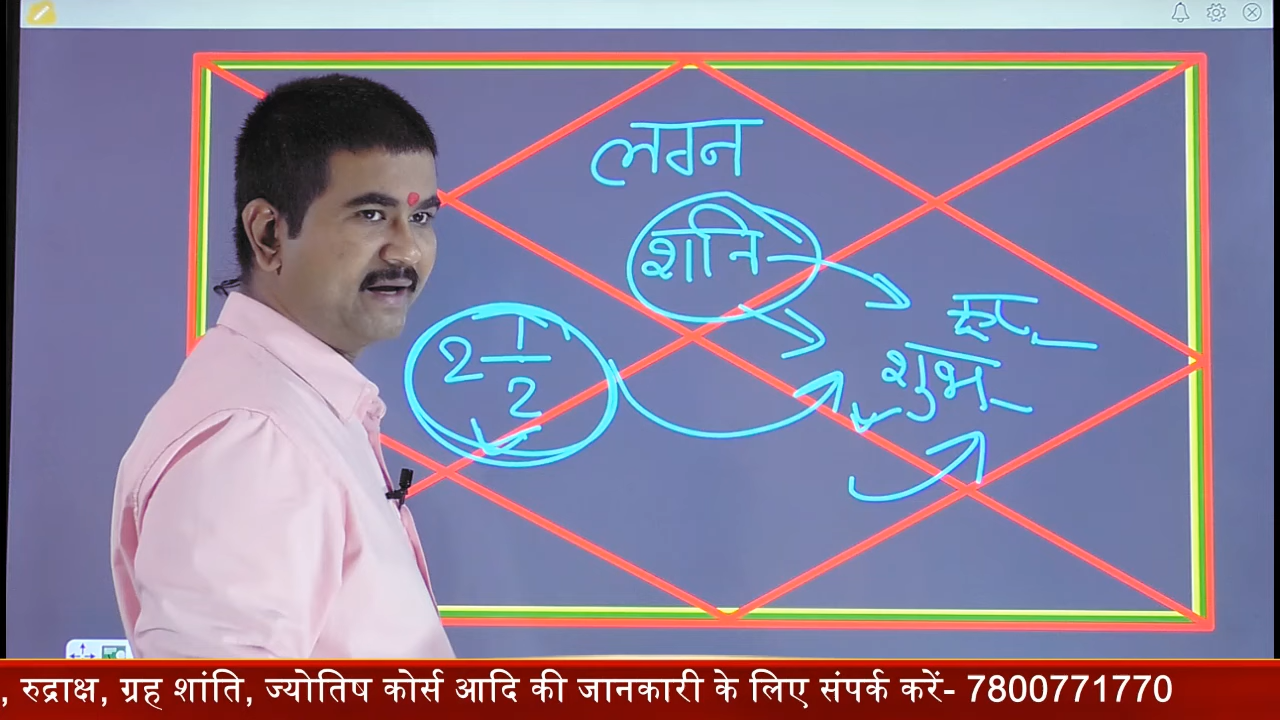 लग्न
शनि
2 1/2
शुभ
, रुद्राक्ष, ग्रह शांति, ज्योतिष कोर्स आदि की जानकारी के लिए संपर्क करें- 7800771770